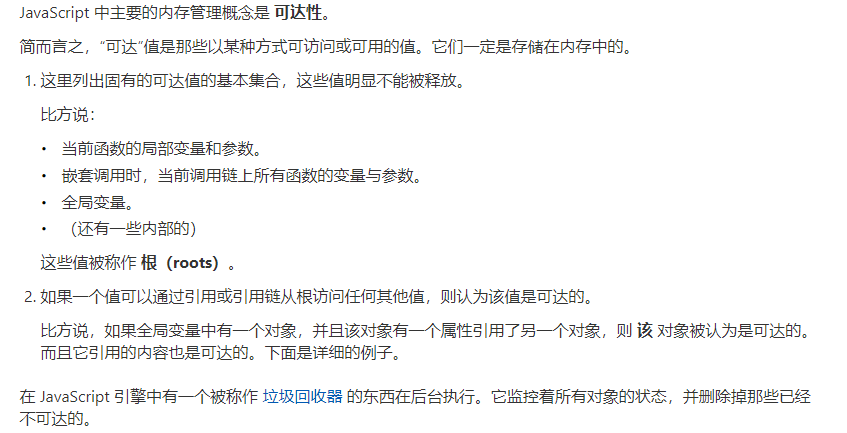 JavaScript 中主要的内存管理概念是 可达性。
简而言之，“可达”值是那些以某种方式可访问或可用的值。它们一定是存储在内存中的。
1. 这里列出固有的可达值的基本集合，这些值明显不能被释放。
比方说：
• 当前函数的局部变量和参数。
• 嵌套调用时，当前调用链上所有函数的变量与参数。
• 全局变量。
• （还有一些内部的）
这些值被称作 根（roots）。
2. 如果一个值可以通过引用或引用链从根访问任何其他值，则认为该值是可达的。
比方说，如果全局变量中有一个对象，并且该对象有一个属性引用了另一个对象，则 该 对象被认为是可达的。
而且它引用的内容也是可达的。下面是详细的例子。
在 JavaScript 引擎中有一个被称作 垃圾回收器 的东西在后台执行。它监控着所有对象的状态，并删除掉那些已经
不可达的。